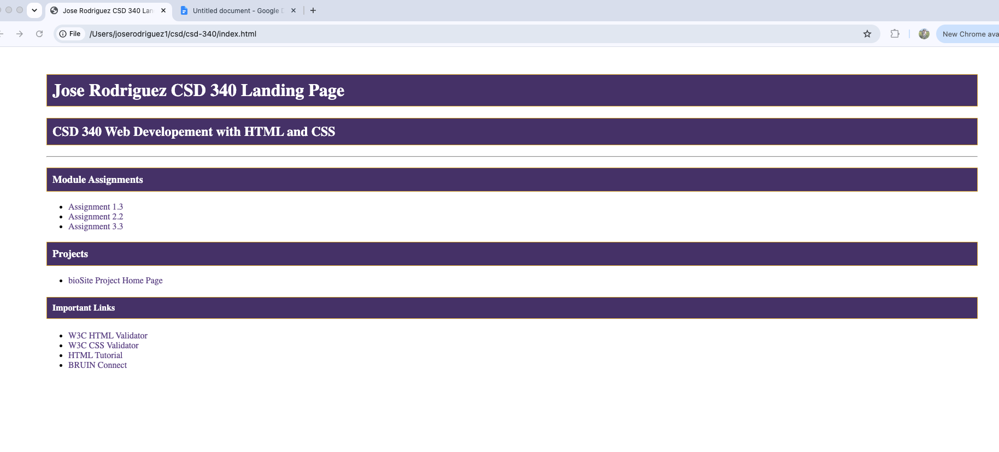 Jose Rodriguez CSD 340 Lan
Untitled document - Google D
File
/Users/joserodriguez1/csd/csd-340/index.html
New Chrome ava
Jose Rodriguez CSD 340 Landing Page
CSD 340 Web Developement with HTML and CSS
Module Assignments
Assignment 1.3
Assignment 2.2
Assignment 3.3
Projects
bioSite Project Home Page
Important Links
W3C HTML Validator
W3C CSS Validator
HTML Tutorial
BRUIN Connect